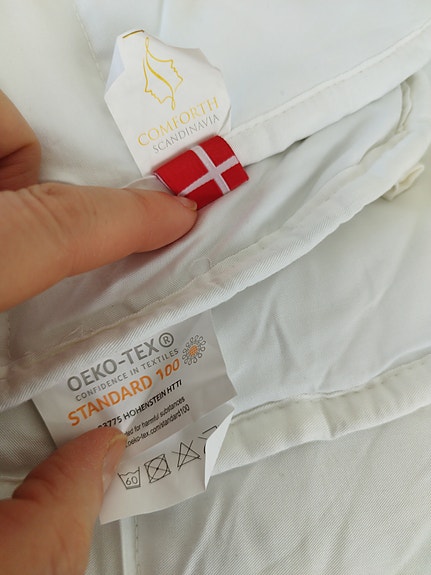 COMFORTH
SCANDINAVIA
OEKO-TEX®
CONFIDENCE IN TEXTILES
STANDARD 100
HOHENSTEIN HTTI
for harmful substances
oeko-tex.com/standard100
60